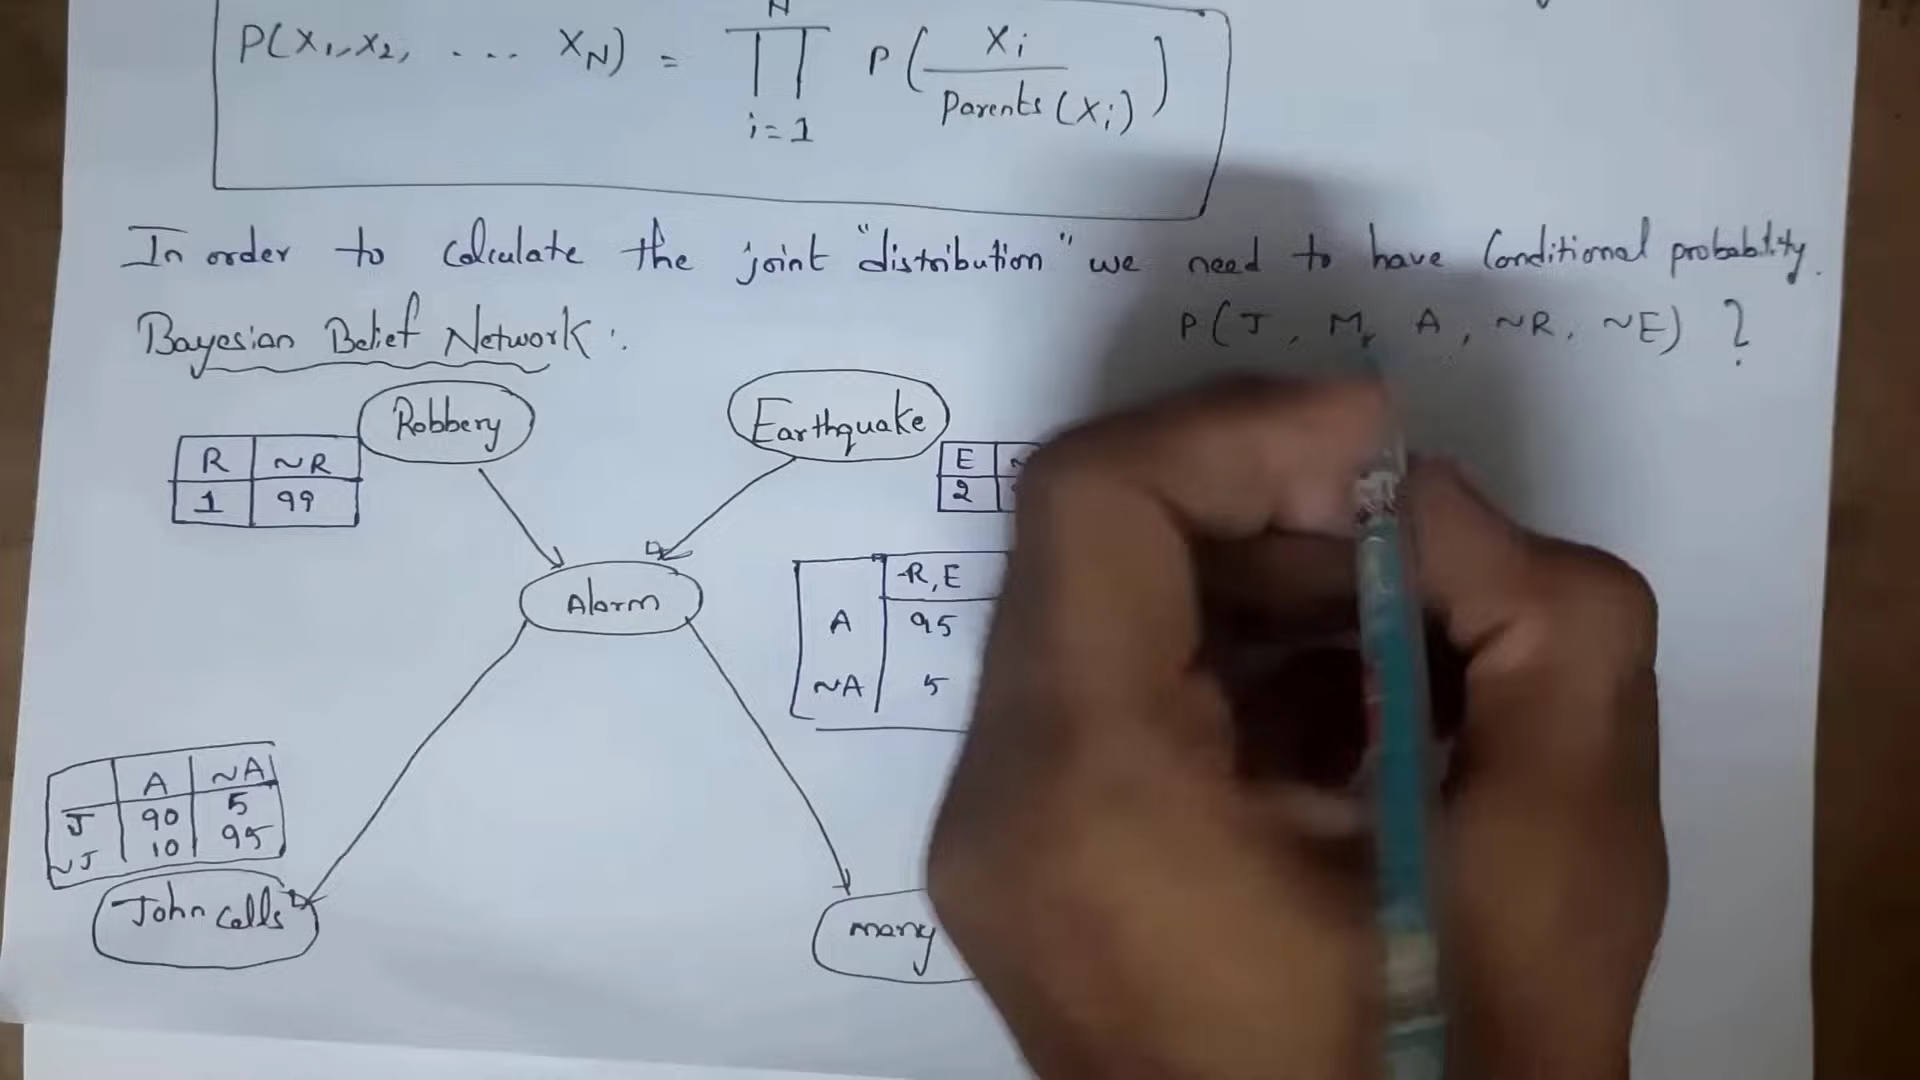 N
P(X1,X2, . ... XN) = ∏ P( Xi / Parents (Xi) )
i=1
In order to Calculate the joint "distribution" we need to have Conditional probability.
P(J, M, A, ~R, ~E) ?
Bayesian Belief Network :
Robbery
Earthquake
R ~R
1 99
E
2
Alarm
R,E
A 95
~A 5
A ~A
J 90 5
~J 10 95
John Calls
many